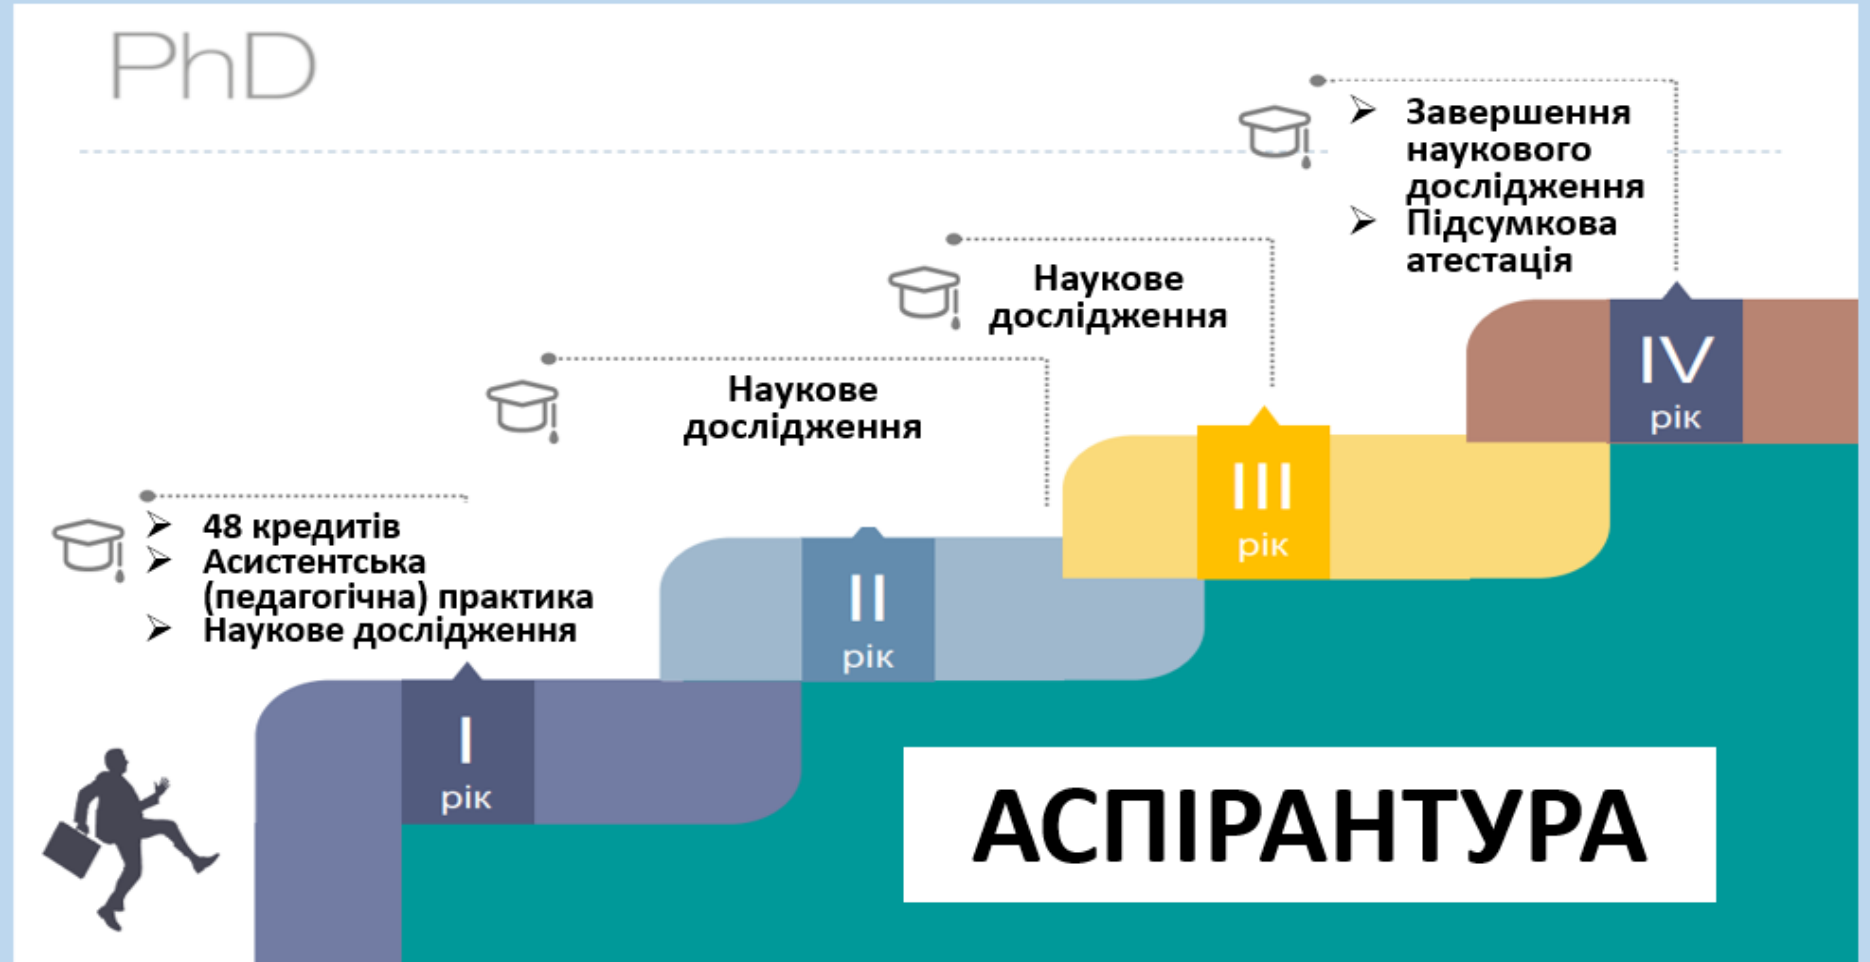 PhD
➢ Завершення
наукового
дослідження
➢ Підсумкова
атестація
Наукове
дослідження
Наукове
дослідження
➢ 48 кредитів
➢ Асистентська
(педагогічна) практика
➢ Наукове дослідження
IV
рік
III
рік
II
рік
I
рік
АСПІРАНТУРА